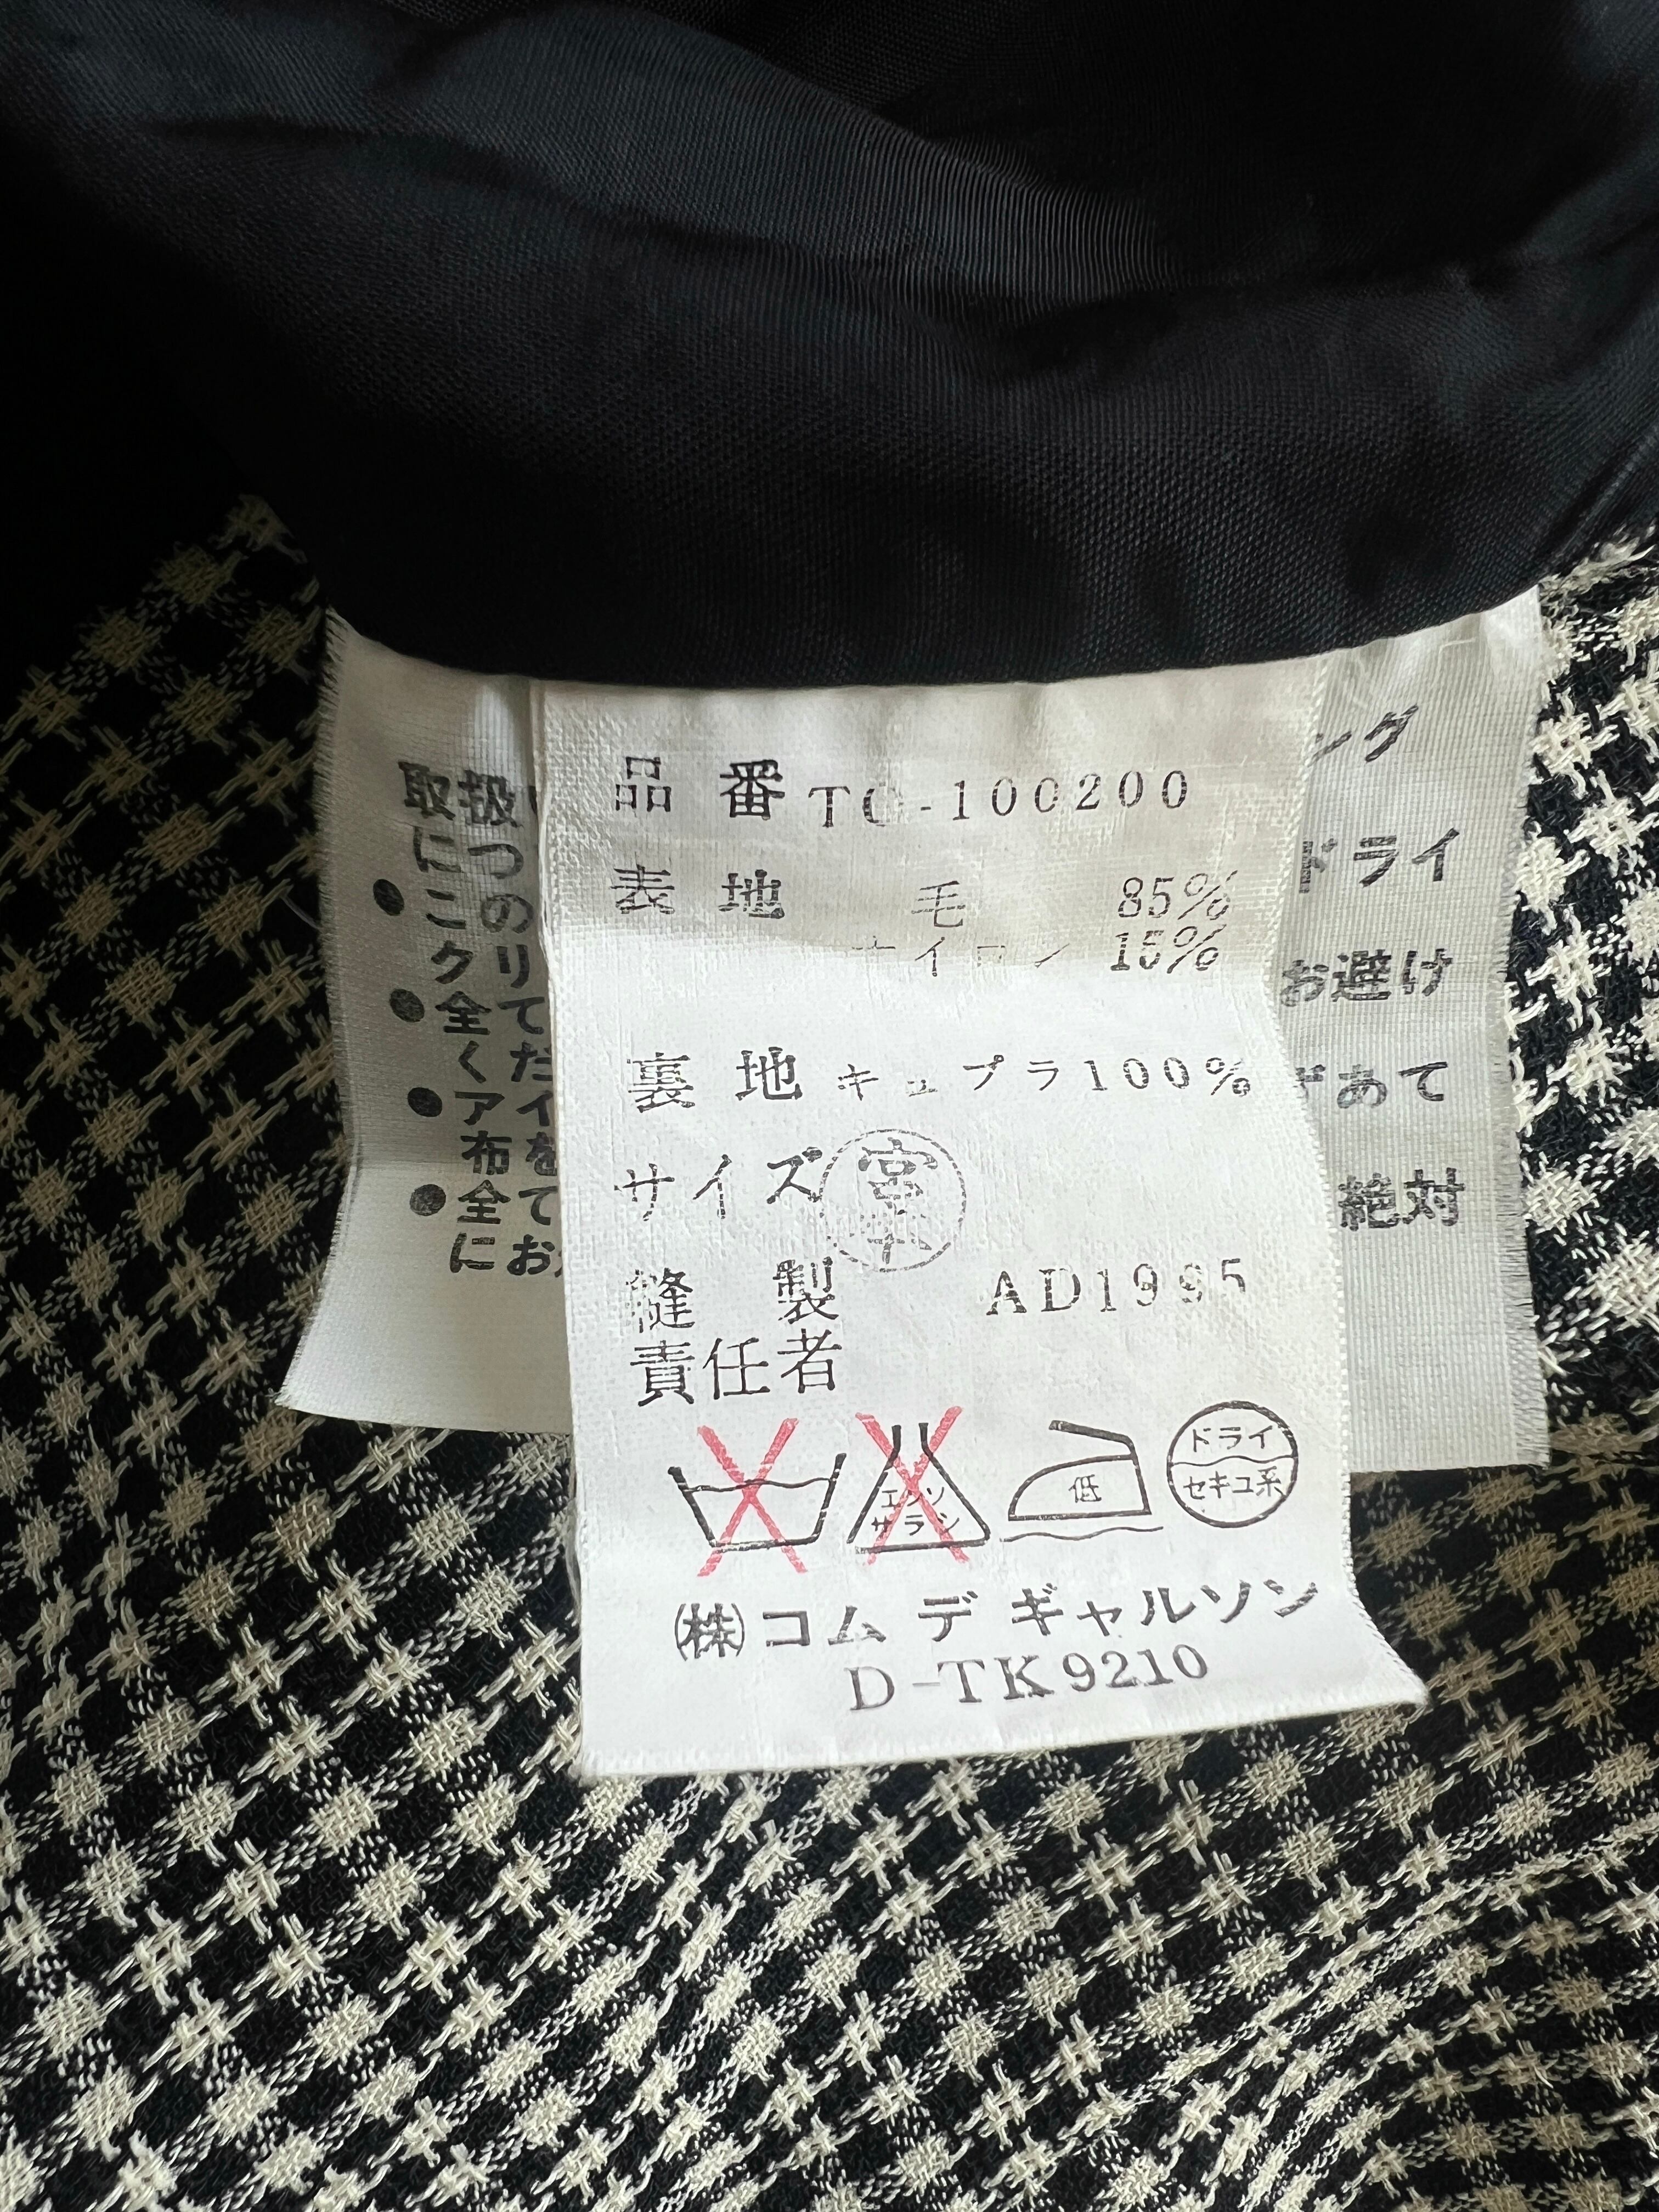 品番 TO-100200
表地 毛 85%
ナイロン 15%
裏地 キュプラ100%
サイズ
縫製 AD1995
責任者
エンソ
サラシ
低
ドライ
セキユ系
㈱コム デ ギャルソン
D-TK9210
取扱
につ
●この
クリ
●全て
くだ
●アイ
布を
●全て
にお
ング
ドライ
お避け
ずあて
絶対